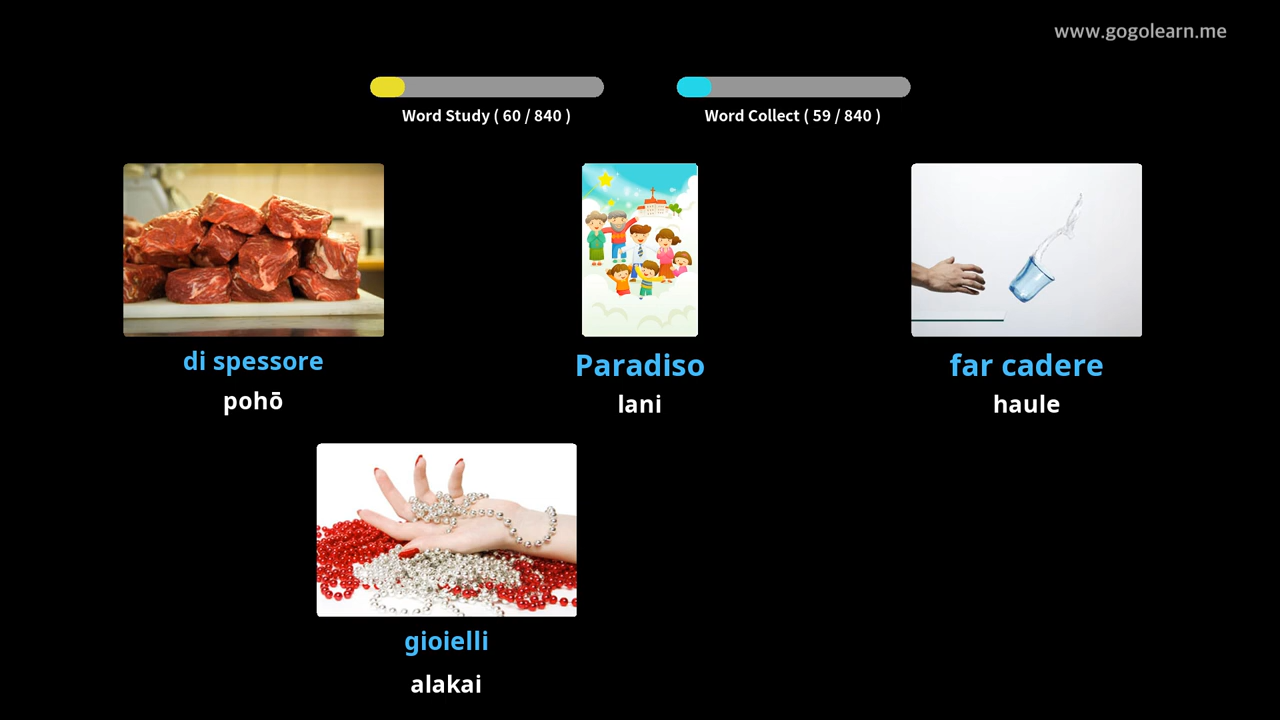 www.gogolearn.me
Word Study ( 60 / 840 )
Word Collect ( 59 / 840 )
di spessore
Paradiso
far cadere
pohō
lani
haule
gioielli
alakai